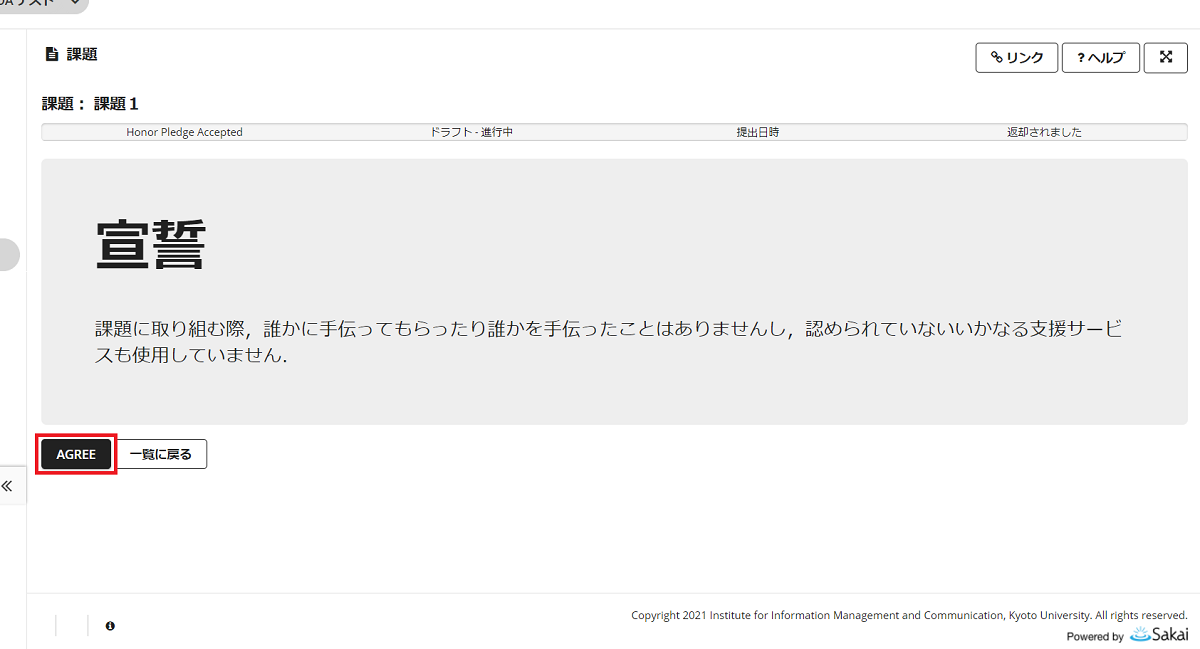 テスト
課題
リンク
? ヘルプ
課題： 課題１
Honor Pledge Accepted
ドラフト - 進行中
提出日時
返却されました
宣誓
課題に取り組む際，誰かに手伝ってもらったり誰かを手伝ったことはありませんし，認められていないいかなる支援サービ
スも使用していません．
AGREE
一覧に戻る
Copyright 2021 Institute for Information Management and Communication, Kyoto University. All rights reserved.
Powered by Sakai